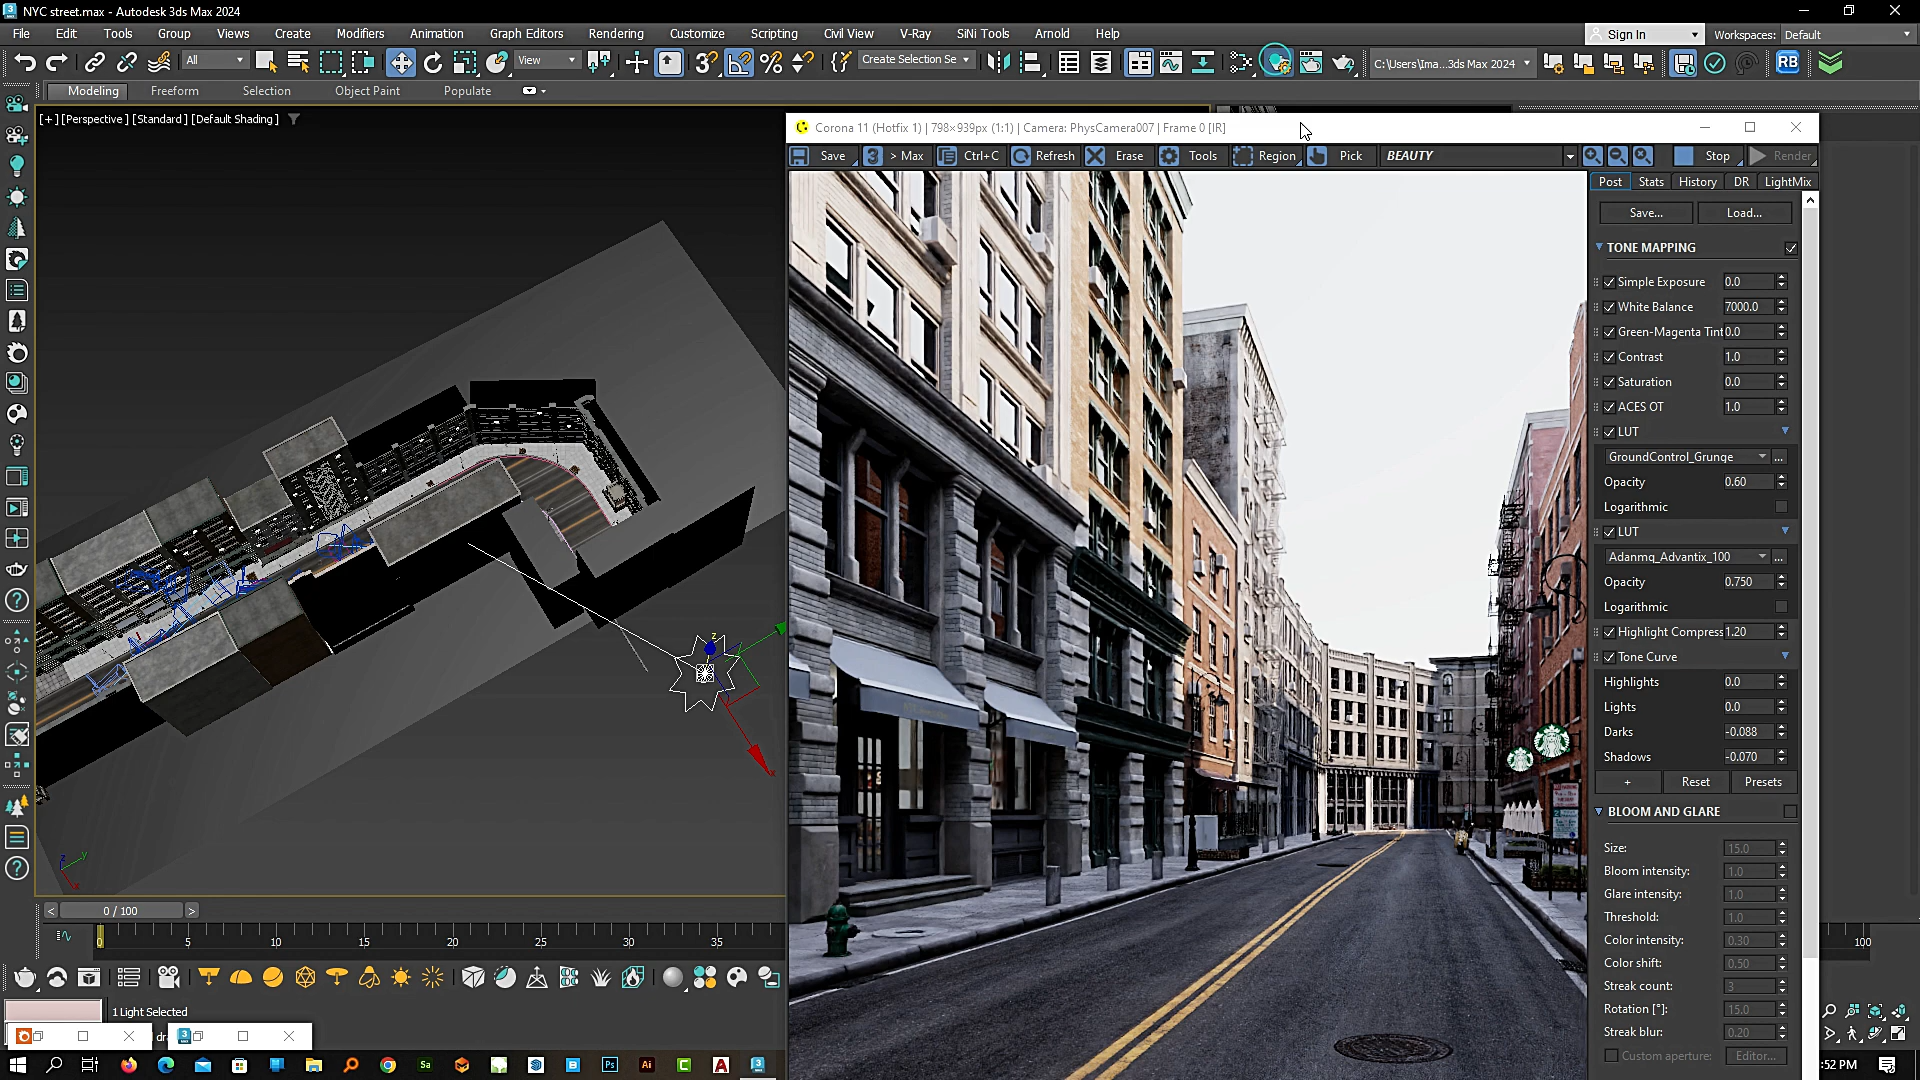 NYC street.max - Autodesk 3ds Max 2024
File Edit Tools Group Views Create Modifiers Animation Graph Editors Rendering Customize Scripting Civil View V-Ray SiNi Tools Arnold Help
Sign In
Workspaces: Default
All
View
Create Selection Se
C:\Users\Ima...3ds Max 2024
RB
Modeling Freeform Selection Object Paint Populate
[+] [Perspective ] [Standard ] [Default Shading ]
Corona 11 (Hotfix 1) | 798×939px (1:1) | Camera: PhysCamera007 | Frame 0 [IR]
Save 3 > Max Ctrl+C Refresh Erase Tools Region Pick BEAUTY Stop Render
Post Stats History DR LightMix
Save... Load...
TONE MAPPING
Simple Exposure 0.0
White Balance 7000.0
Green-Magenta Tint 0.0
Contrast 1.0
Saturation 0.0
ACES OT 1.0
LUT
GroundControl_Grunge ...
Opacity 0.60
Logarithmic
LUT
Adanmq_Advantix_100 ...
Opacity 0.750
Logarithmic
Highlight Compress 1.20
Tone Curve
Highlights 0.0
Lights 0.0
Darks -0.088
Shadows -0.070
+ Reset Presets
BLOOM AND GLARE
Size: 15.0
Bloom intensity: 1.0
Glare intensity: 1.0
Threshold: 1.0
Color intensity: 0.30
Color shift: 0.50
Streak count: 3
Rotation [°]: 15.0
Streak blur: 0.20
Custom aperture: Editor...
z
x
z
y
x
< 0 / 100 >
0 5 10 15 20 25 30 35
100
1 Light Selected
:52 PM